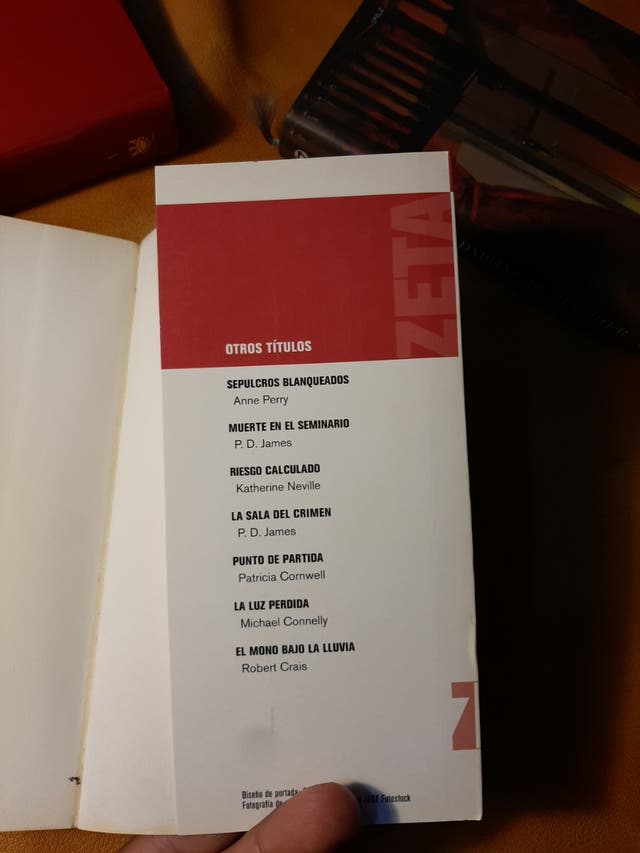 ZETA
OTROS TÍTULOS
SEPULCROS BLANQUEADOS
Anne Perry
MUERTE EN EL SEMINARIO
P. D. James
RIESGO CALCULADO
Katherine Neville
LA SALA DEL CRIMEN
P. D. James
PUNTO DE PARTIDA
Patricia Cornwell
LA LUZ PERDIDA
Michael Connelly
EL MONO BAJO LA LLUVIA
Robert Crais
Z
Diseño de portada
Fotografía de Fotostock